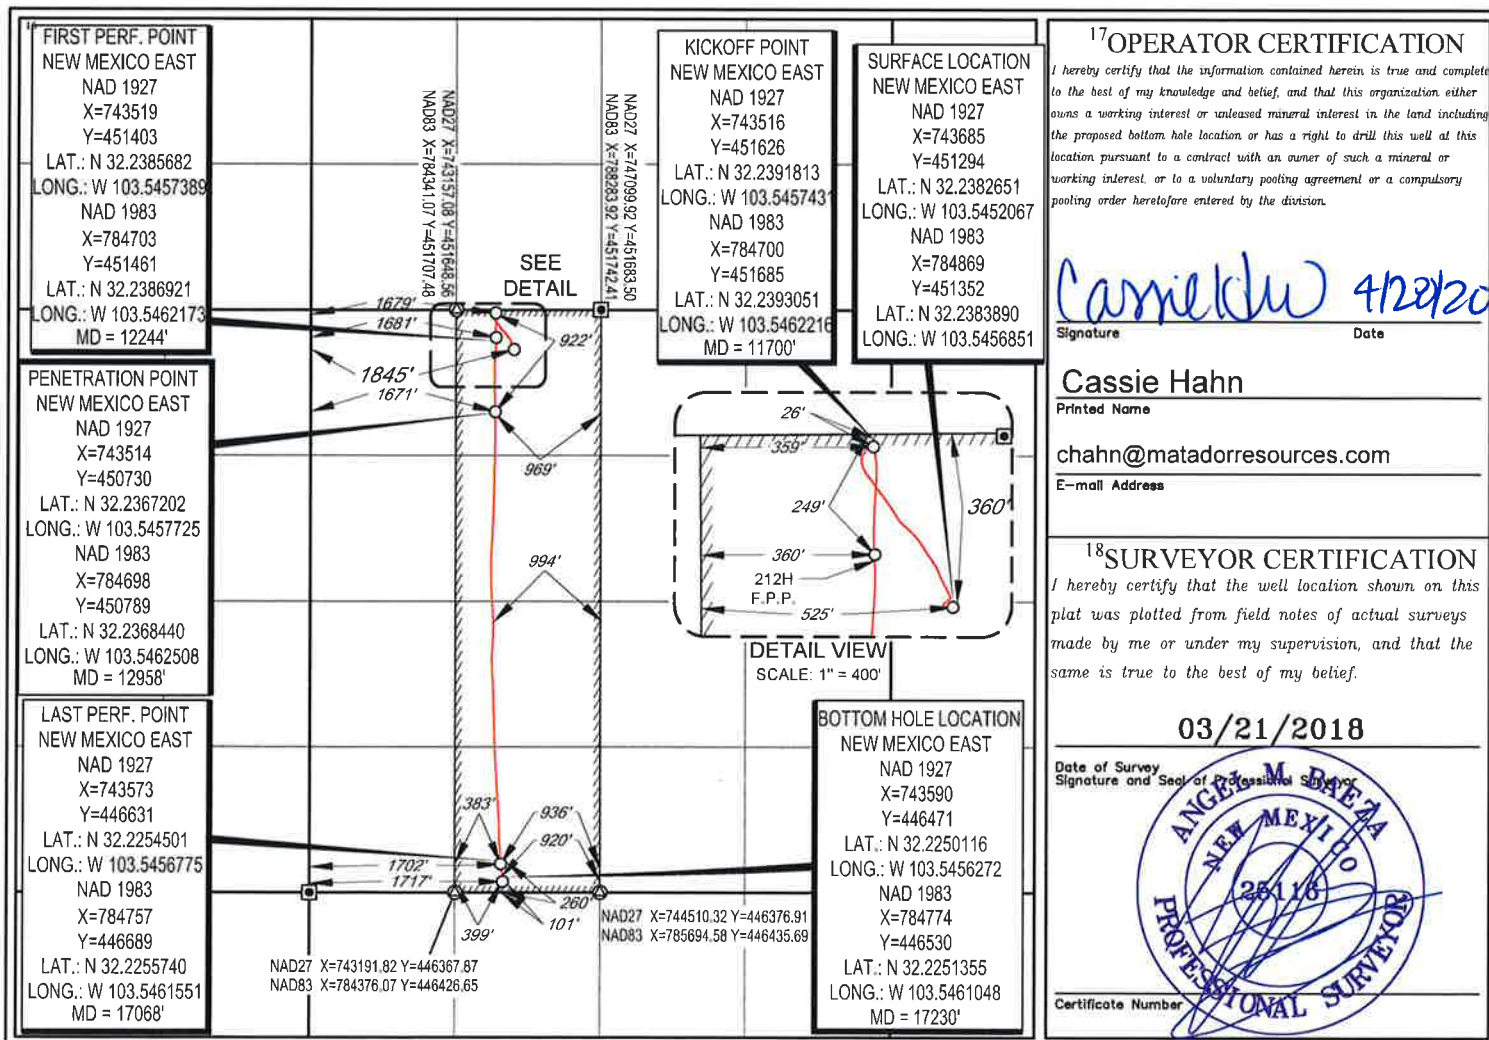 16
FIRST PERF. POINT
NEW MEXICO EAST
NAD 1927
X=743519
Y=451403
LAT.: N 32.2385682
LONG.: W 103.5457389
NAD 1983
X=784703
Y=451461
LAT.: N 32.2386921
LONG.: W 103.5462173
MD = 12244'
PENETRATION POINT
NEW MEXICO EAST
NAD 1927
X=743514
Y=450730
LAT.: N 32.2367202
LONG.: W 103.5457725
NAD 1983
X=784698
Y=450789
LAT.: N 32.2368440
LONG.: W 103.5462508
MD = 12958'
LAST PERF. POINT
NEW MEXICO EAST
NAD 1927
X=743573
Y=446631
LAT.: N 32.2254501
LONG.: W 103.5456775
NAD 1983
X=784757
Y=446689
LAT.: N 32.2255740
LONG.: W 103.5461551
MD = 17068'
NAD27 X=743157.08 Y=451648.56
NAD83 X=784341.07 Y=451707.48
NAD27 X=747099.92 Y=451683.50
NAD83 X=788283.92 Y=451742.41
SEE
DETAIL
1679'
1681'
1845'
1671'
922'
969'
994'
383'
936'
920'
1702'
1717'
260'
101'
399'
NAD27 X=743191.82 Y=446367.87
NAD83 X=784376.07 Y=446426.65
NAD27 X=744510.32 Y=446376.91
NAD83 X=785694.58 Y=446435.69
KICKOFF POINT
NEW MEXICO EAST
NAD 1927
X=743516
Y=451626
LAT.: N 32.2391813
LONG.: W 103.5457431
NAD 1983
X=784700
Y=451685
LAT.: N 32.2393051
LONG.: W 103.5462216
MD = 11700'
SURFACE LOCATION
NEW MEXICO EAST
NAD 1927
X=743685
Y=451294
LAT.: N 32.2382651
LONG.: W 103.5452067
NAD 1983
X=784869
Y=451352
LAT.: N 32.2383890
LONG.: W 103.5456851
26'
359'
249'
360'
360'
212H
F.P.P.
525'
DETAIL VIEW
SCALE: 1" = 400'
BOTTOM HOLE LOCATION
NEW MEXICO EAST
NAD 1927
X=743590
Y=446471
LAT.: N 32.2250116
LONG.: W 103.5456272
NAD 1983
X=784774
Y=446530
LAT.: N 32.2251355
LONG.: W 103.5461048
MD = 17230'
17 OPERATOR CERTIFICATION
I hereby certify that the information contained herein is true and complete
to the best of my knowledge and belief, and that this organization either
owns a working interest or unleased mineral interest in the land including
the proposed bottom hole location or has a right to drill this well at this
location pursuant to a contract with an owner of such a mineral or
working interest, or to a voluntary pooling agreement or a compulsory
pooling order heretofore entered by the division.
4/28/20
Signature Date
Cassie Hahn
Printed Name
chahn@matadorresources.com
E-mail Address
18 SURVEYOR CERTIFICATION
I hereby certify that the well location shown on this
plat was plotted from field notes of actual surveys
made by me or under my supervision, and that the
same is true to the best of my belief.
03/21/2018
Date of Survey
Signature and Seal of Professional Surveyor
ANGEL M. BAEZA
NEW MEXICO
25116
PROFESSIONAL SURVEYOR
Certificate Number